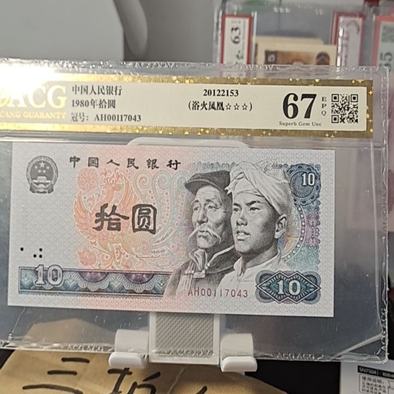 ACG
中国人民银行
1980年拾圆
冠号: AH00117043
20122153
(浴火凤凰☆☆☆)
67 EPQ
Superb Gem Unc
中国人民银行
10
拾圆
AH00117043
10
10
63